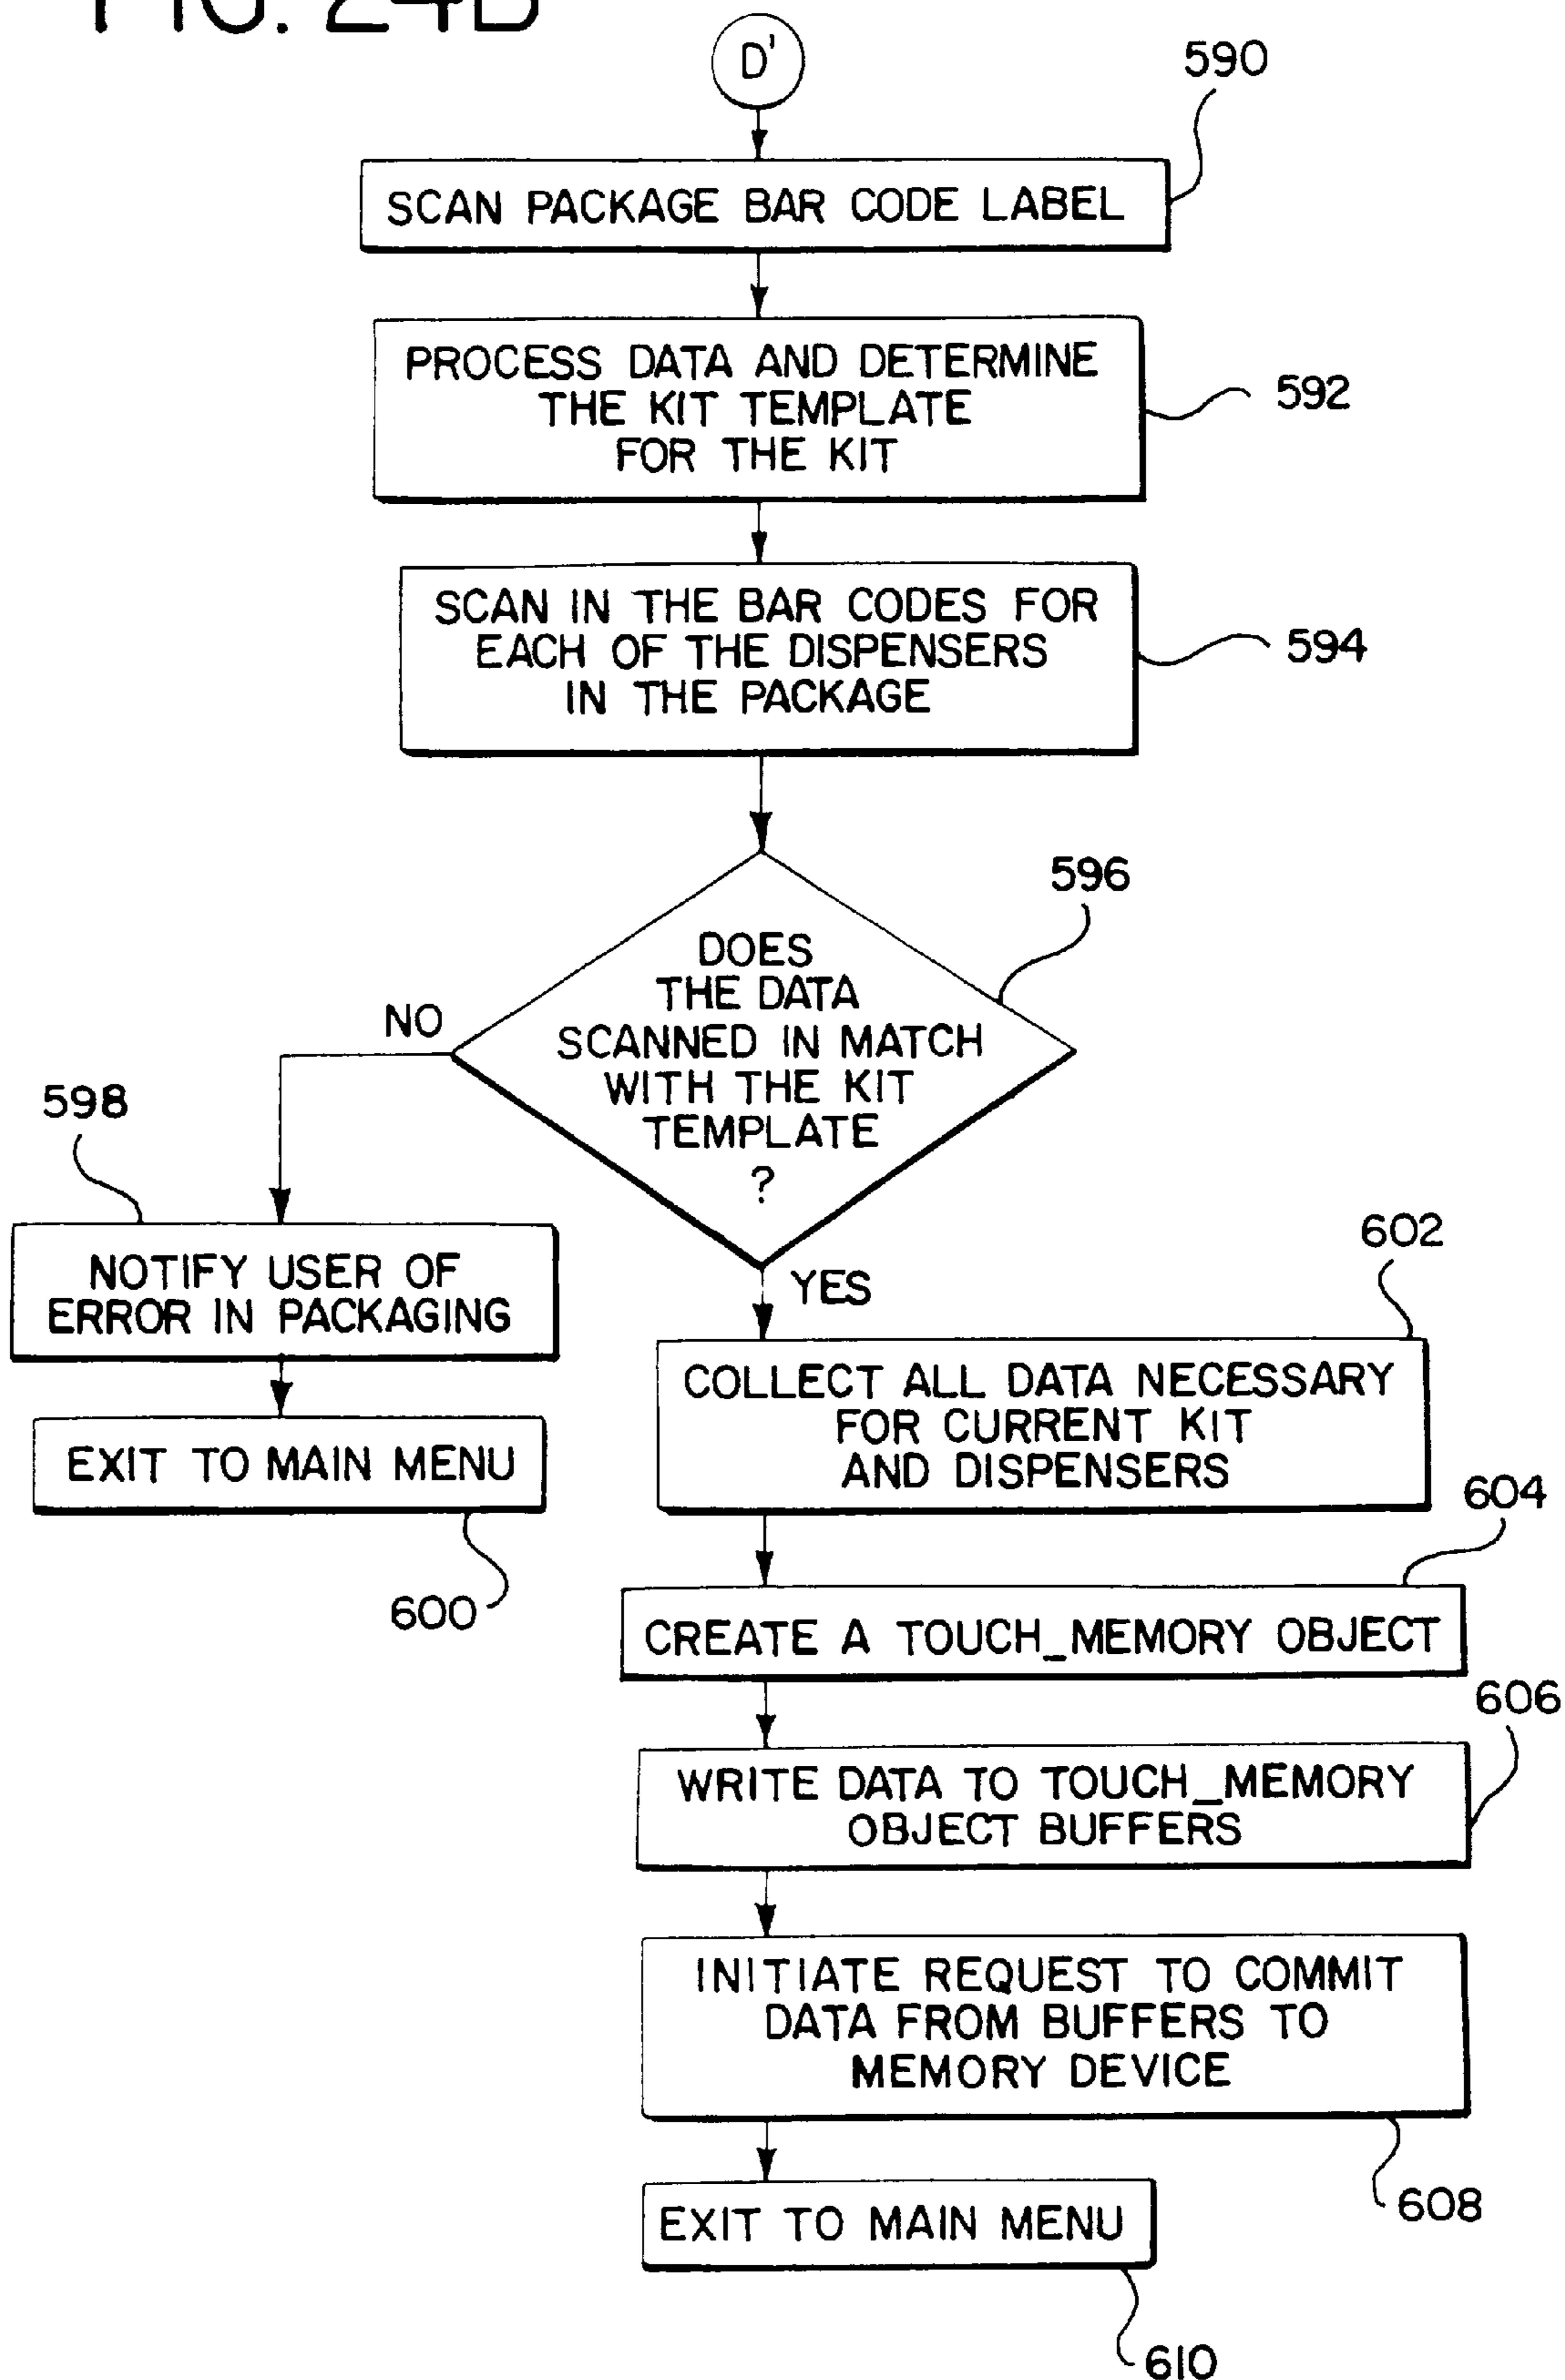 FIG. 24B
D'
590
SCAN PACKAGE BAR CODE LABEL
PROCESS DATA AND DETERMINE
THE KIT TEMPLATE
FOR THE KIT
592
SCAN IN THE BAR CODES FOR
EACH OF THE DISPENSERS
IN THE PACKAGE
594
596
DOES
THE DATA
SCANNED IN MATCH
WITH THE KIT
TEMPLATE
?
NO
598
NOTIFY USER OF
ERROR IN PACKAGING
EXIT TO MAIN MENU
600
YES
602
COLLECT ALL DATA NECESSARY
FOR CURRENT KIT
AND DISPENSERS
604
CREATE A TOUCH_MEMORY OBJECT
606
WRITE DATA TO TOUCH_MEMORY
OBJECT BUFFERS
INITIATE REQUEST TO COMMIT
DATA FROM BUFFERS TO
MEMORY DEVICE
608
EXIT TO MAIN MENU
610